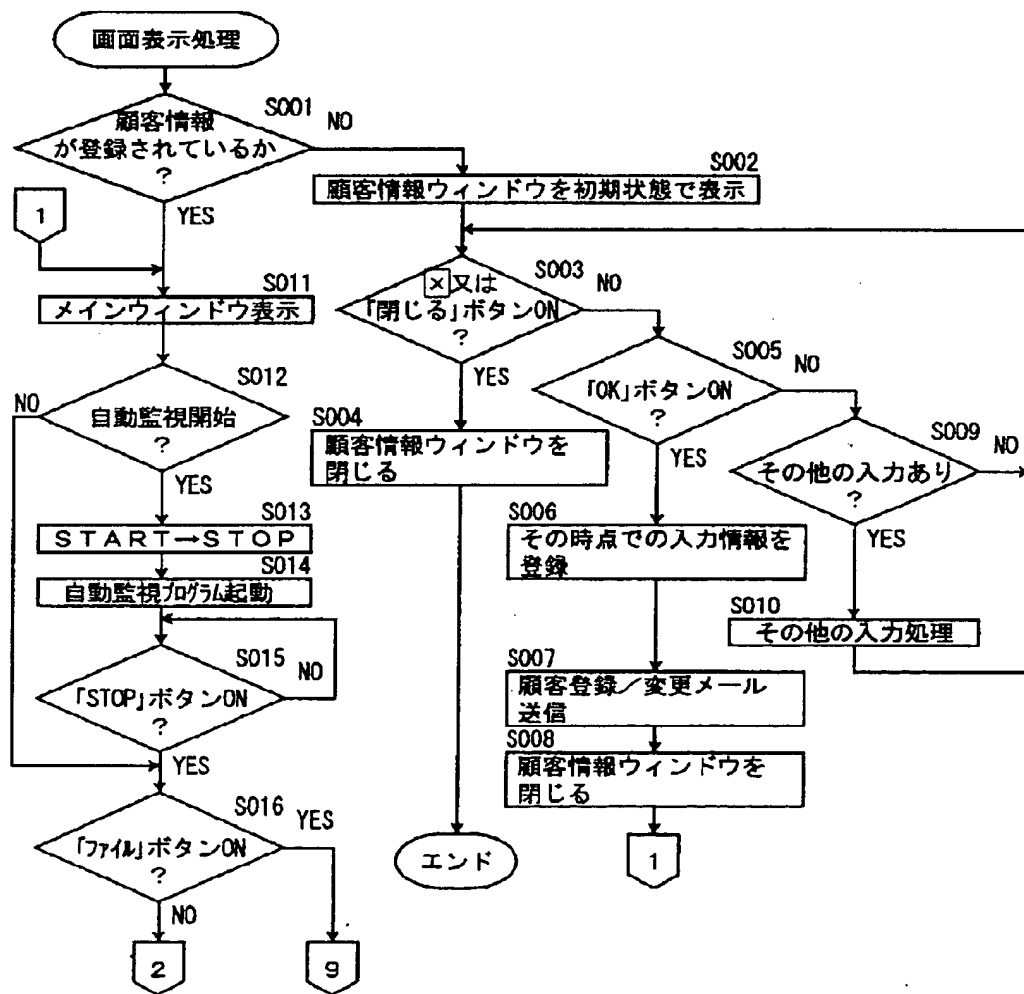 画面表示処理
S001
顧客情報
が登録されているか
?
NO
YES
1
S002
顧客情報ウィンドウを初期状態で表示
S011
メインウィンドウ表示
S003
×又は
「閉じる」ボタンON
?
NO
YES
S012
自動監視開始
?
NO
YES
S004
顧客情報ウィンドウを
閉じる
S005
「OK」ボタンON
?
NO
YES
S009
その他の入力あり
?
NO
YES
S013
START→STOP
S014
自動監視プログラム起動
S006
その時点での入力情報を
登録
S010
その他の入力処理
S015
「STOP」ボタンON
?
NO
YES
S007
顧客登録/変更メール
送信
S008
顧客情報ウィンドウを
閉じる
S016
「ファイル」ボタンON
?
YES
NO
エンド
1
2
9